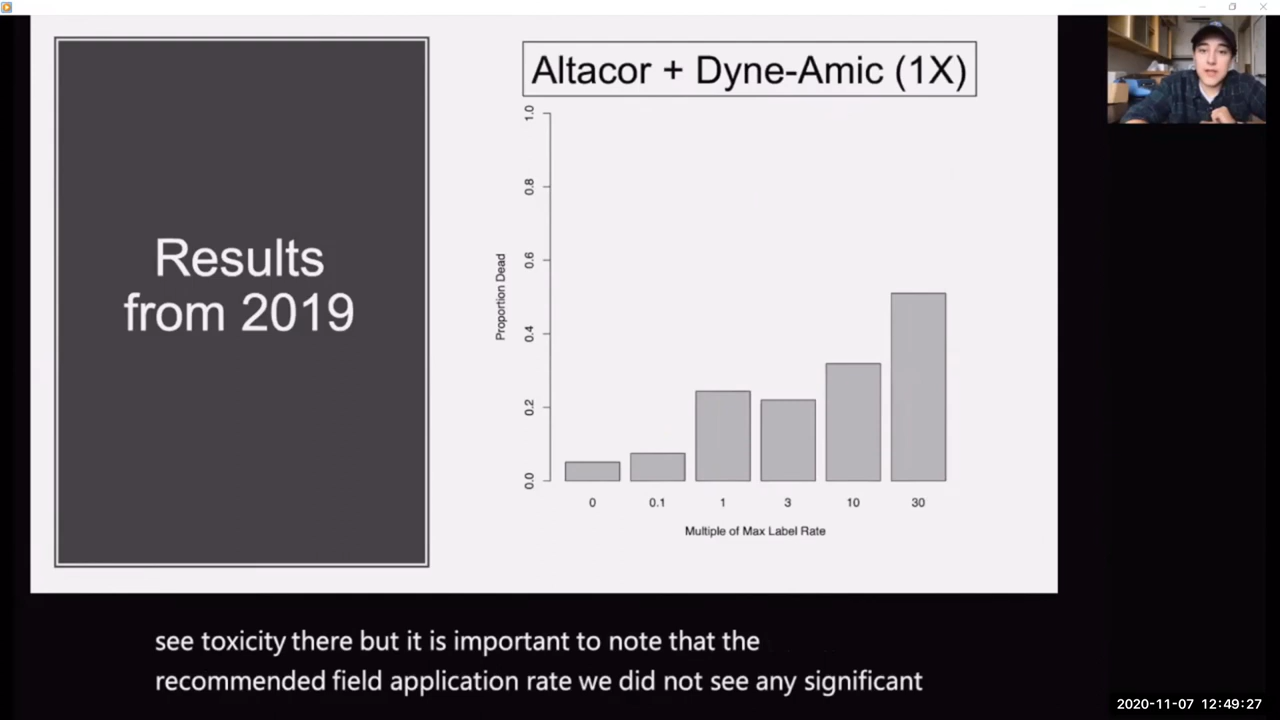 Results
from 2019
Altacor + Dyne-Amic (1X)
1.0
0.8
0.6
0.4
0.2
0.0
Proportion Dead
0 0.1 1 3 10 30
Multiple of Max Label Rate
see toxicity there but it is important to note that the
recommended field application rate we did not see any significant
2020-11-07 12:49:27